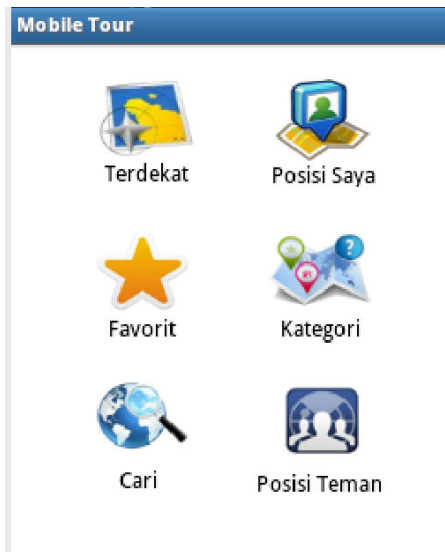 Mobile Tour
Terdekat
Posisi Saya
Favorit
Kategori
?
Cari
Posisi Teman